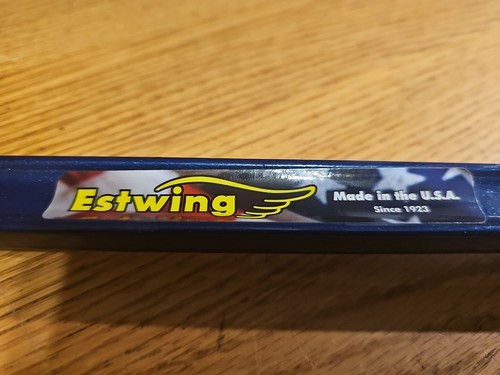 Estwing
Made in the U.S.A.
Since 1923